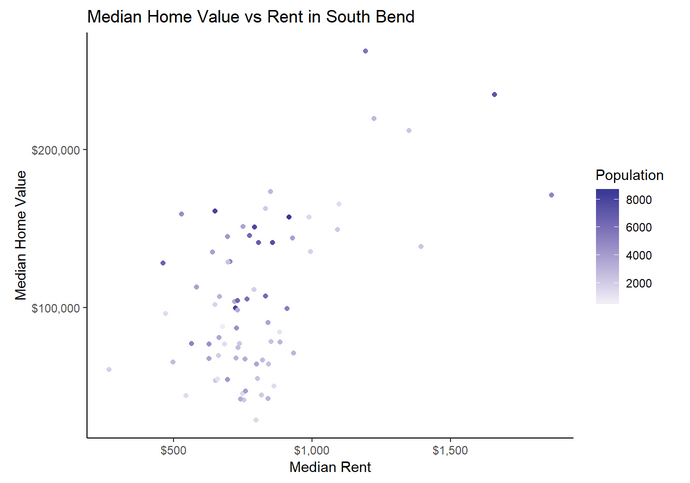 Median Home Value vs Rent in South Bend
$200,000
$100,000
Median Home Value
$500
$1,000
$1,500
Median Rent
Population
8000
6000
4000
2000